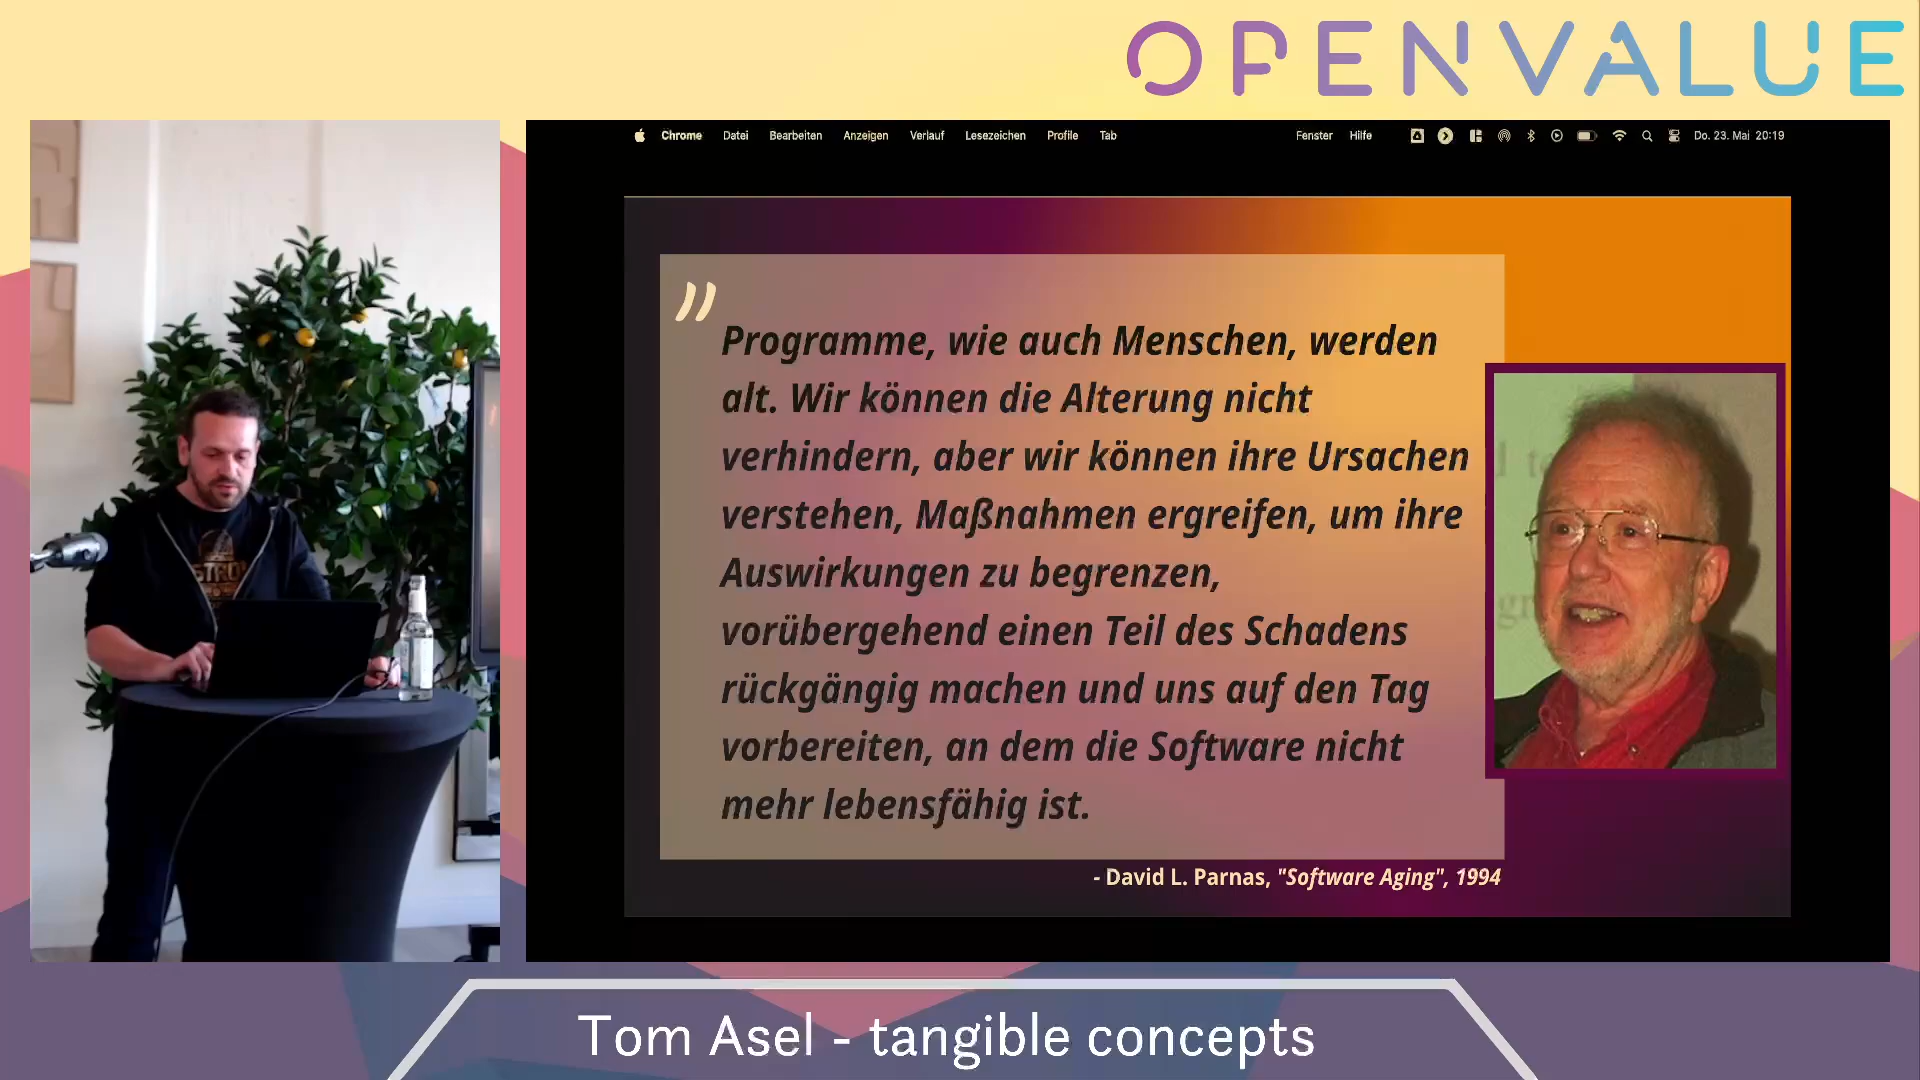 OPENVALUE
Chrome Datei Bearbeiten Anzeigen Verlauf Lesezeichen Profile Tab Fenster Hilfe Do. 23. Mai 20:19
"
Programme, wie auch Menschen, werden
alt. Wir können die Alterung nicht
verhindern, aber wir können ihre Ursachen
verstehen, Maßnahmen ergreifen, um ihre
Auswirkungen zu begrenzen,
vorübergehend einen Teil des Schadens
rückgängig machen und uns auf den Tag
vorbereiten, an dem die Software nicht
mehr lebensfähig ist.
- David L. Parnas, "Software Aging", 1994
Tom Asel - tangible concepts